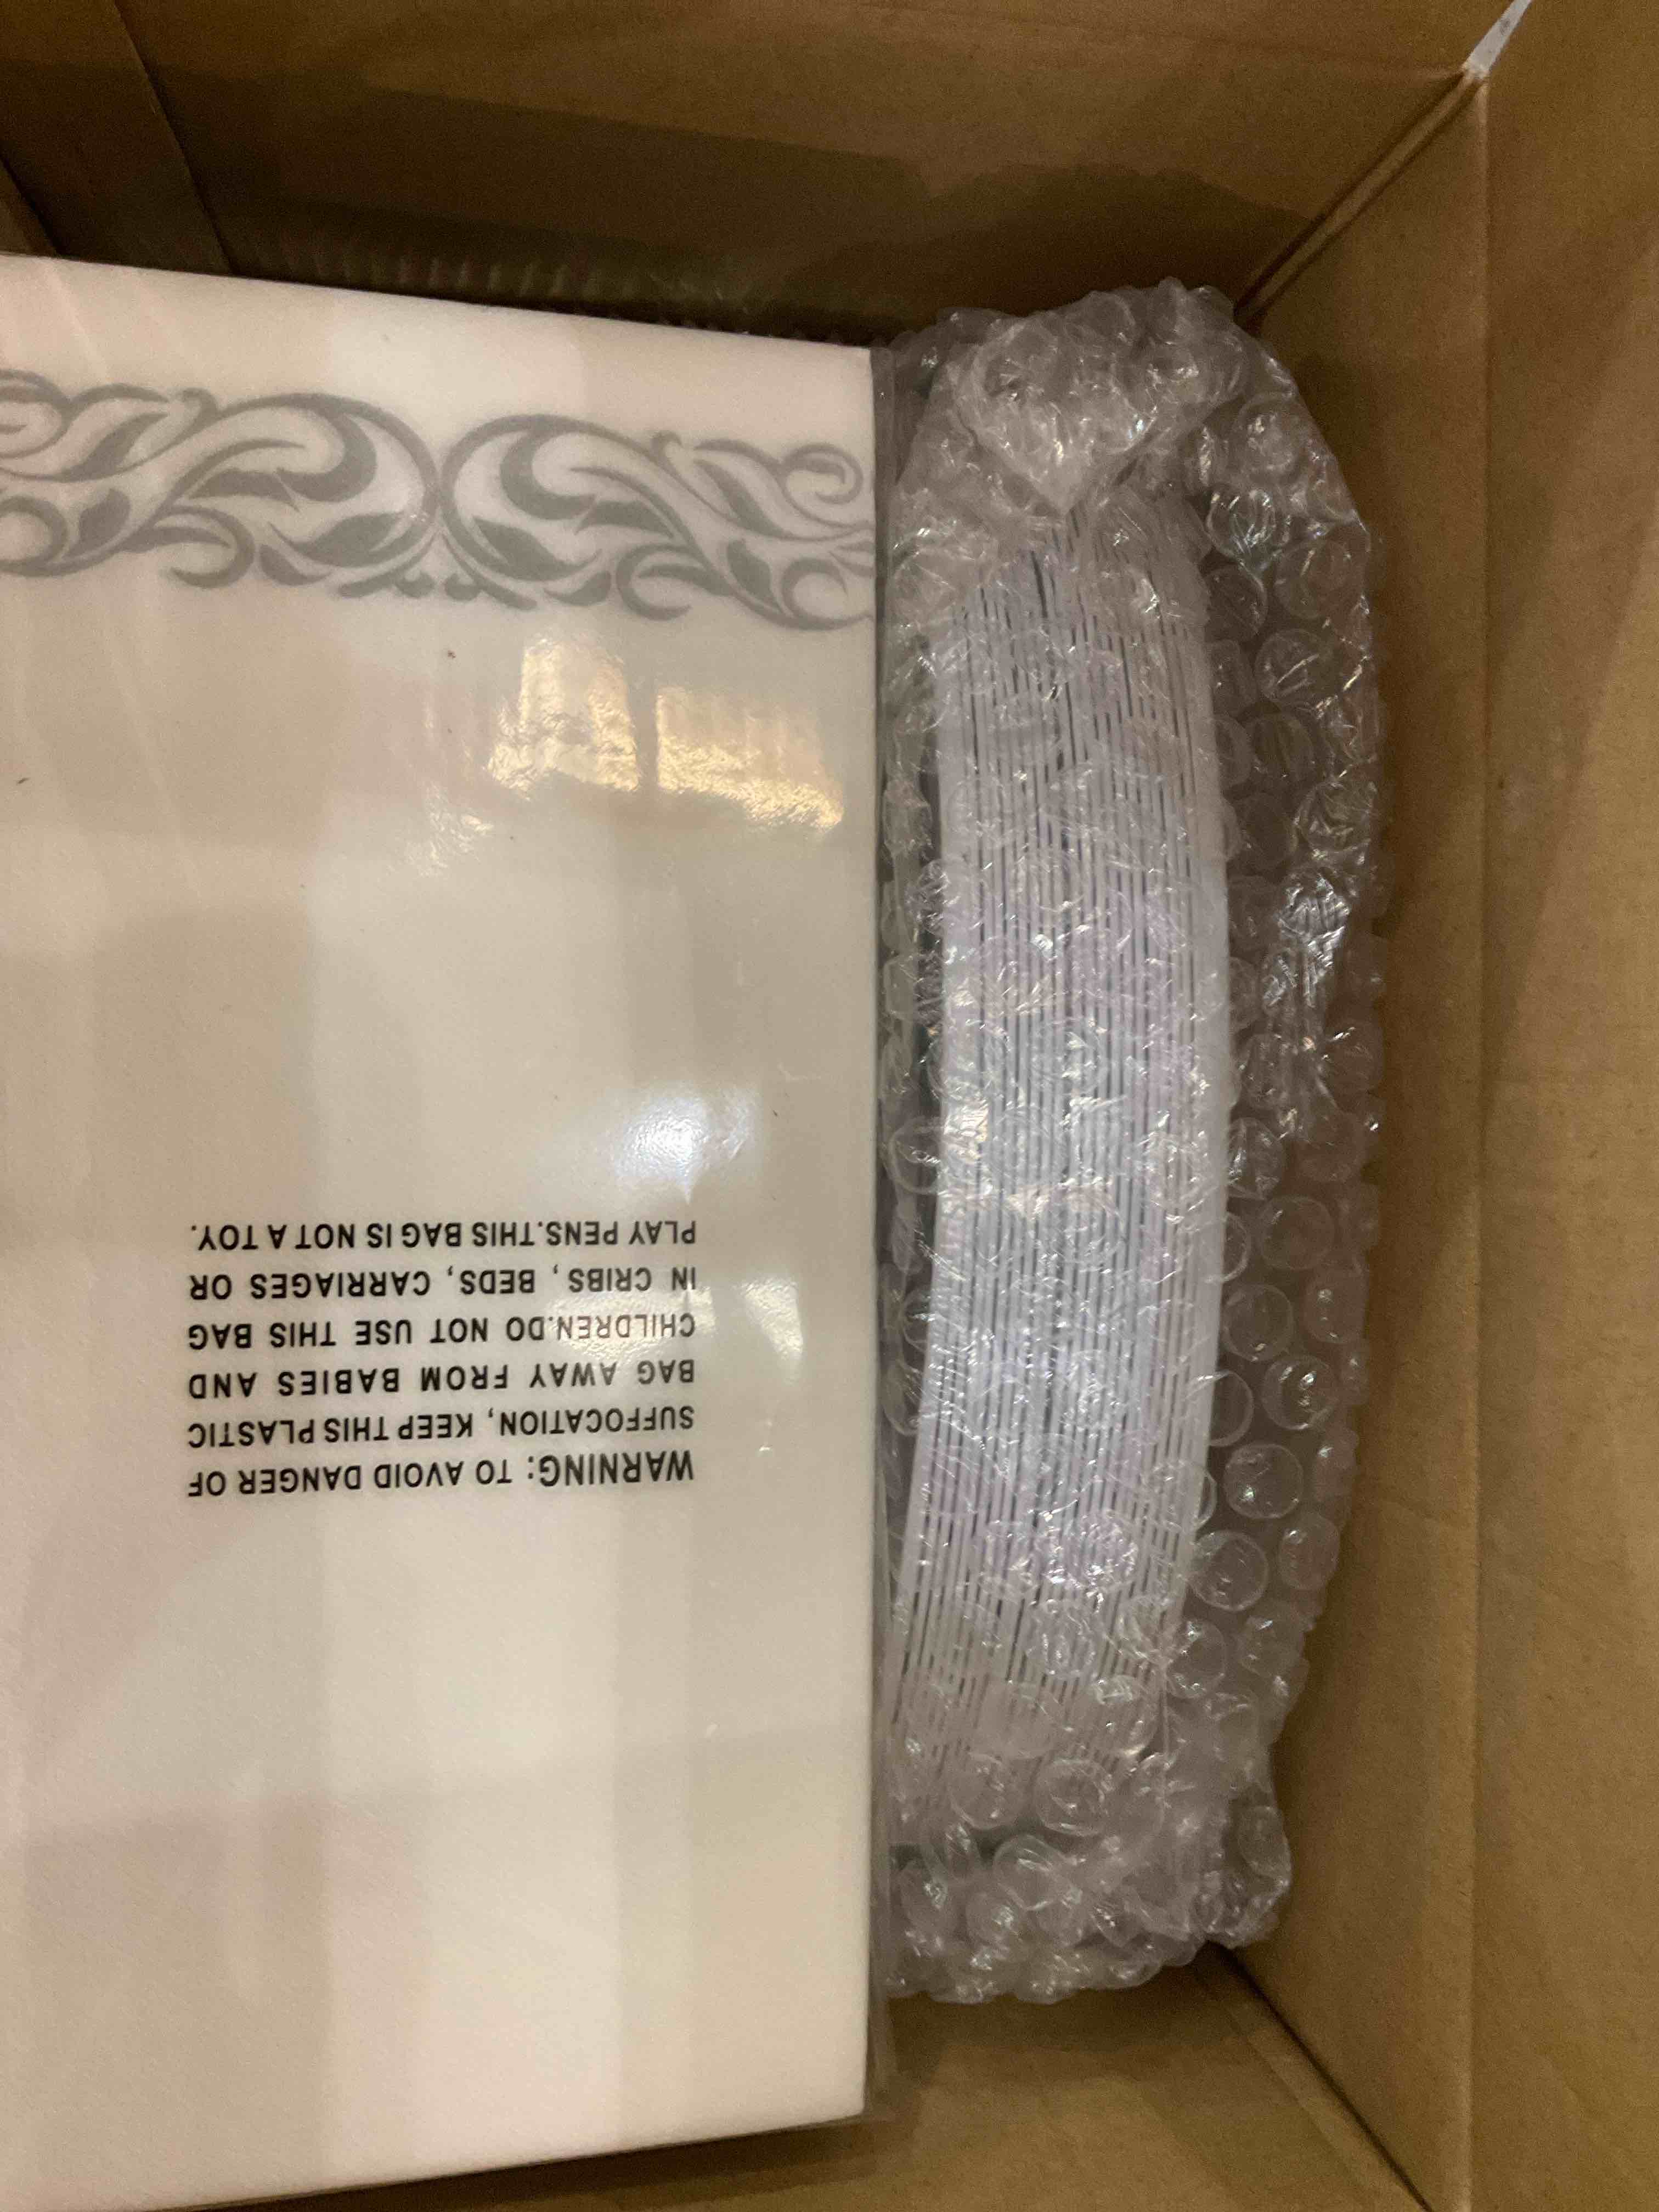 WARNING: TO AVOID DANGER OF
SUFFOCATION, KEEP THIS PLASTIC
BAG AWAY FROM BABIES AND
CHILDREN.DO NOT USE THIS BAG
IN CRIBS, BEDS, CARRIAGES OR
PLAY PENS.THIS BAG IS NOT A TOY.